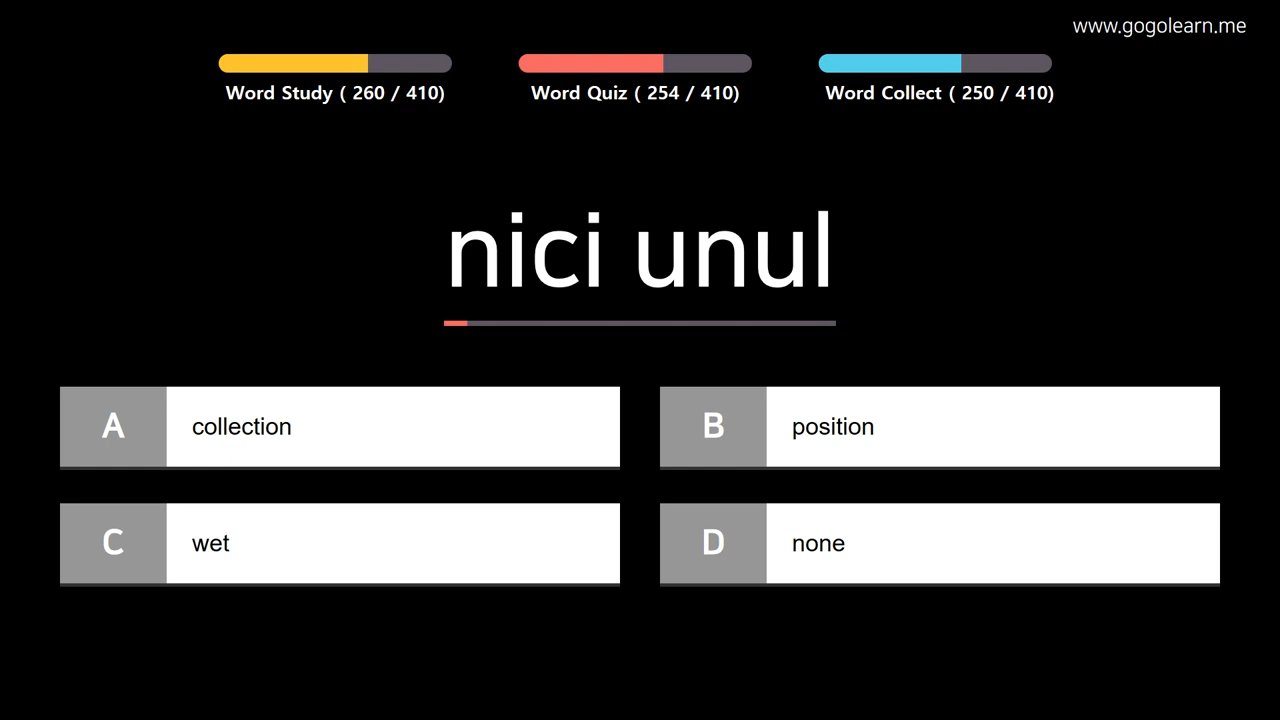 www.gogolearn.me
Word Study ( 260 / 410)
Word Quiz ( 254 / 410)
Word Collect ( 250 / 410)
nici unul
A collection
B position
C wet
D none